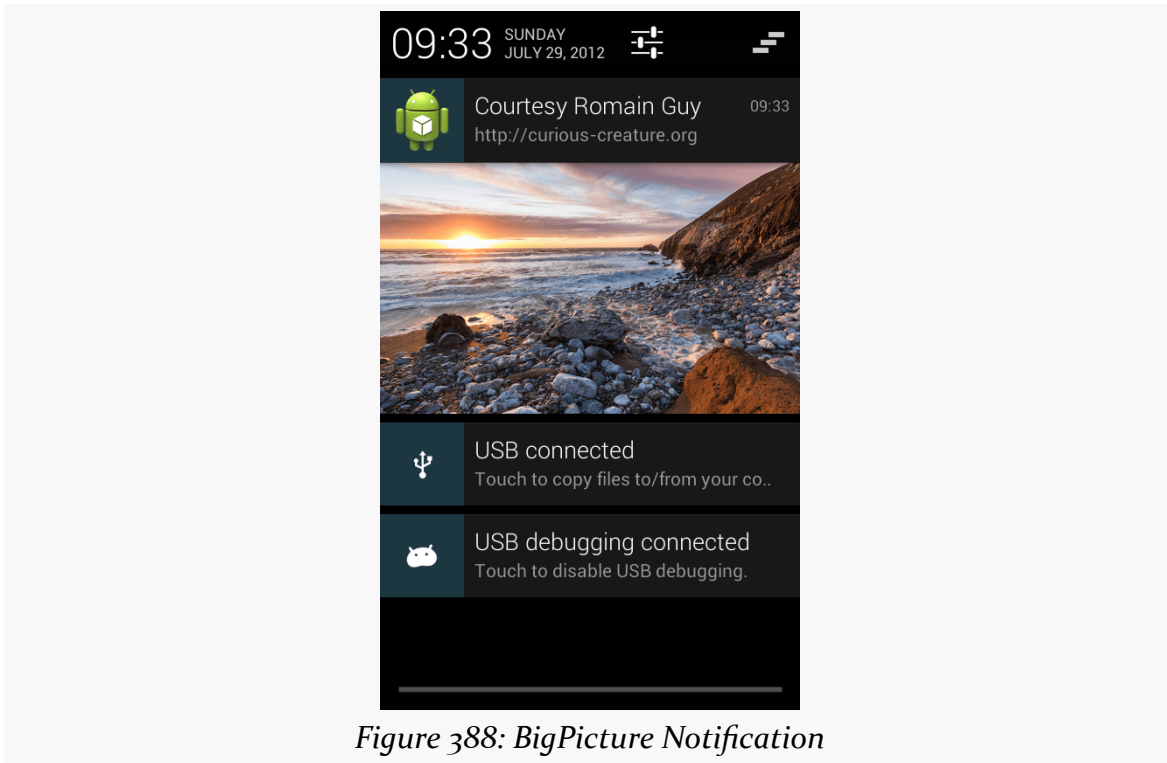 09:33 SUNDAY
JULY 29, 2012
Courtesy Romain Guy 09:33
http://curious-creature.org
USB connected
Touch to copy files to/from your co..
USB debugging connected
Touch to disable USB debugging.
Figure 388: BigPicture Notification